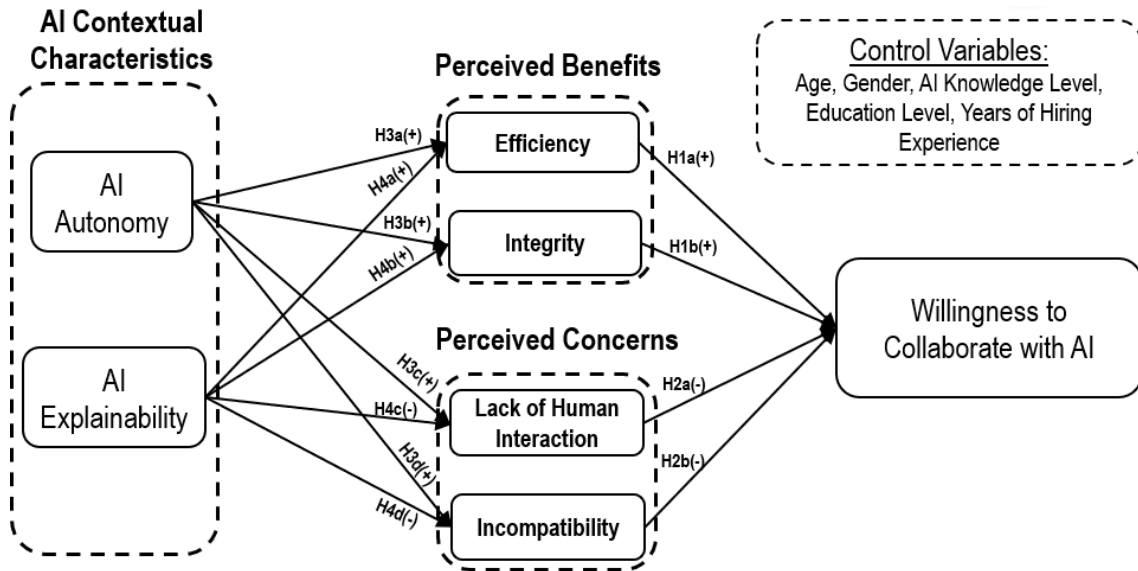 AI Contextual
Characteristics
AI
Autonomy
AI
Explainability
H3a(+)
H4a(+)
H3b(+)
H4b(+)
H3c(+)
H4c(-)
H3d(+)
H4d(-)
Perceived Benefits
Efficiency
Integrity
Perceived Concerns
Lack of Human
Interaction
Incompatibility
H1a(+)
H1b(+)
H2a(-)
H2b(-)
Control Variables:
Age, Gender, AI Knowledge Level,
Education Level, Years of Hiring
Experience
Willingness to
Collaborate with AI